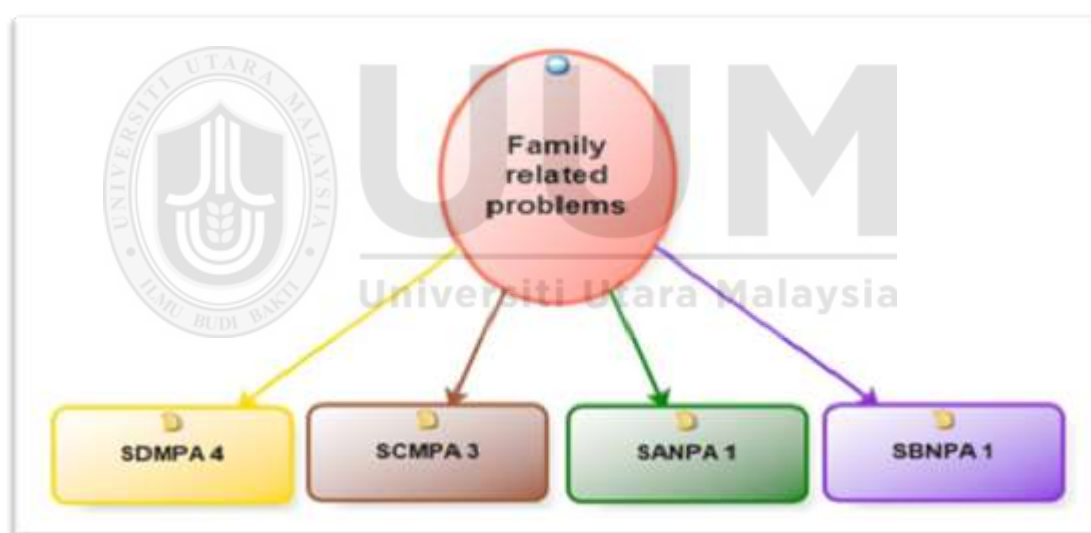 UNIVERSITI UTARA MALAYSIA
ILMU BUDI BAKTI
UUM
Universiti Utara Malaysia
Family
related
problems
SDMPA 4
SCMPA 3
SANPA 1
SBNPA 1